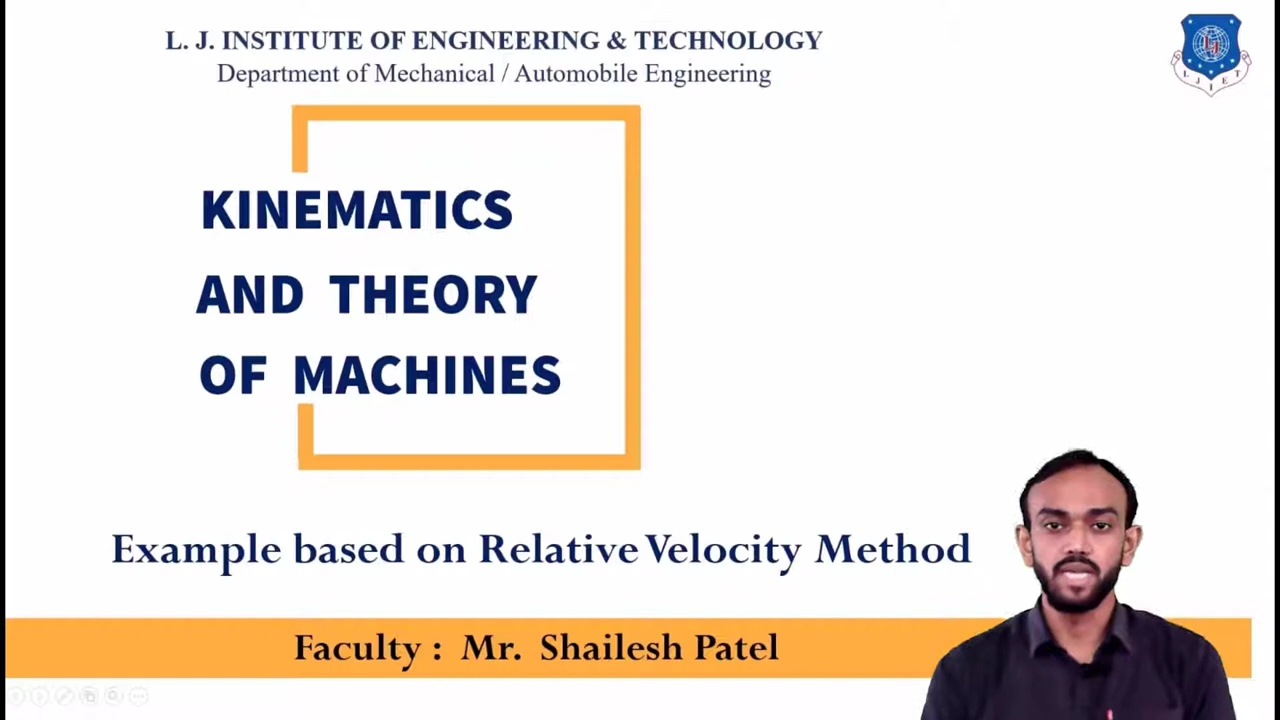 L. J. INSTITUTE OF ENGINEERING & TECHNOLOGY
Department of Mechanical / Automobile Engineering
KINEMATICS
AND THEORY
OF MACHINES
Example based on Relative Velocity Method
Faculty : Mr. Shailesh Patel
LJIET